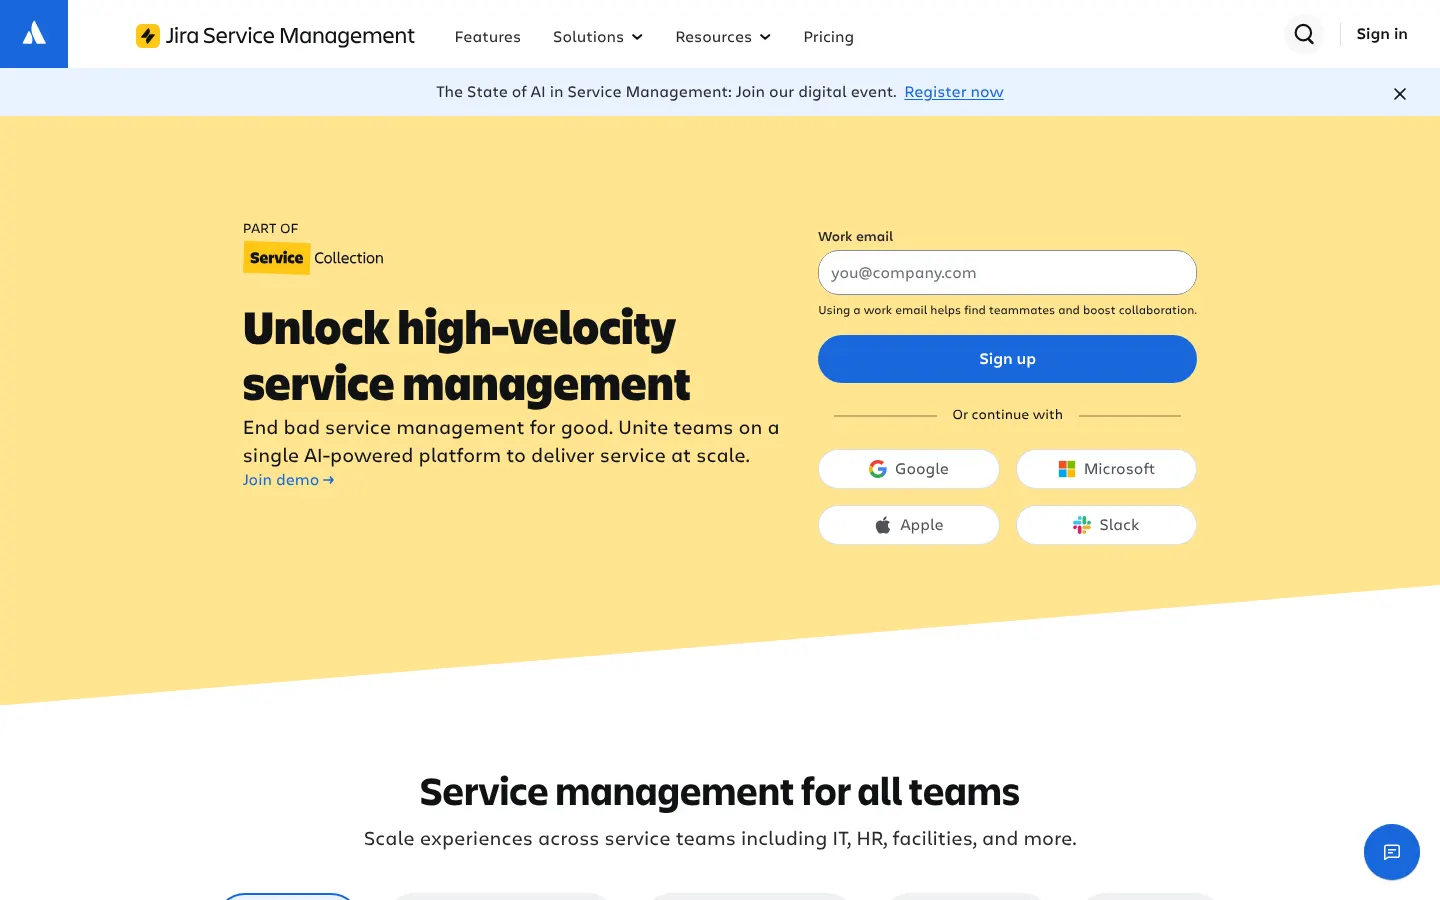 Jira Service Management
Features
Solutions
Resources
Pricing
Sign in
The State of AI in Service Management: Join our digital event. Register now
PART OF
Service Collection
Unlock high-velocity
service management
End bad service management for good. Unite teams on a
single AI-powered platform to deliver service at scale.
Join demo →
Work email
you@company.com
Using a work email helps find teammates and boost collaboration.
Sign up
Or continue with
Google
Microsoft
Apple
Slack
Service management for all teams
Scale experiences across service teams including IT, HR, facilities, and more.